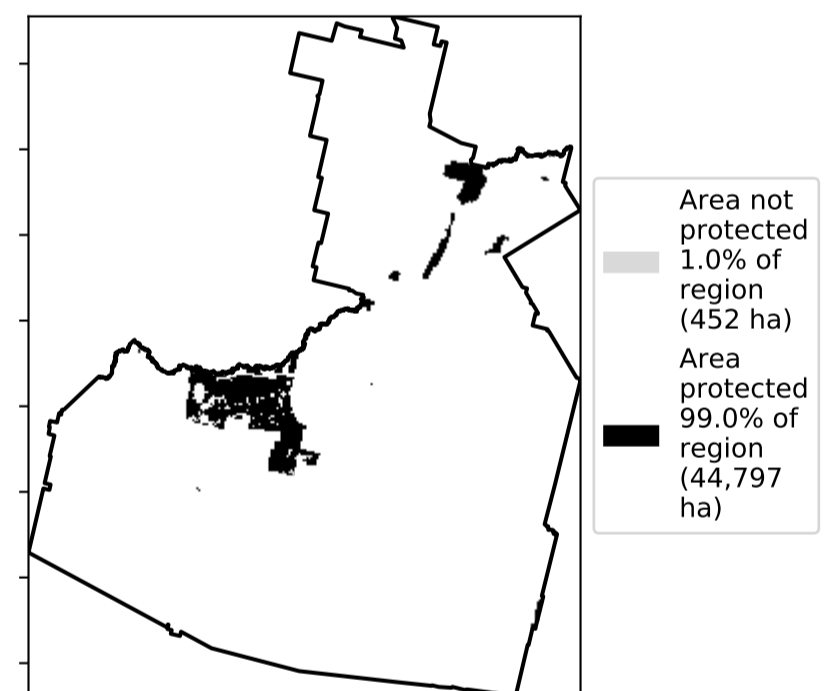 Area not
protected
1.0% of
region
(452 ha)
Area
protected
99.0% of
region
(44,797
ha)